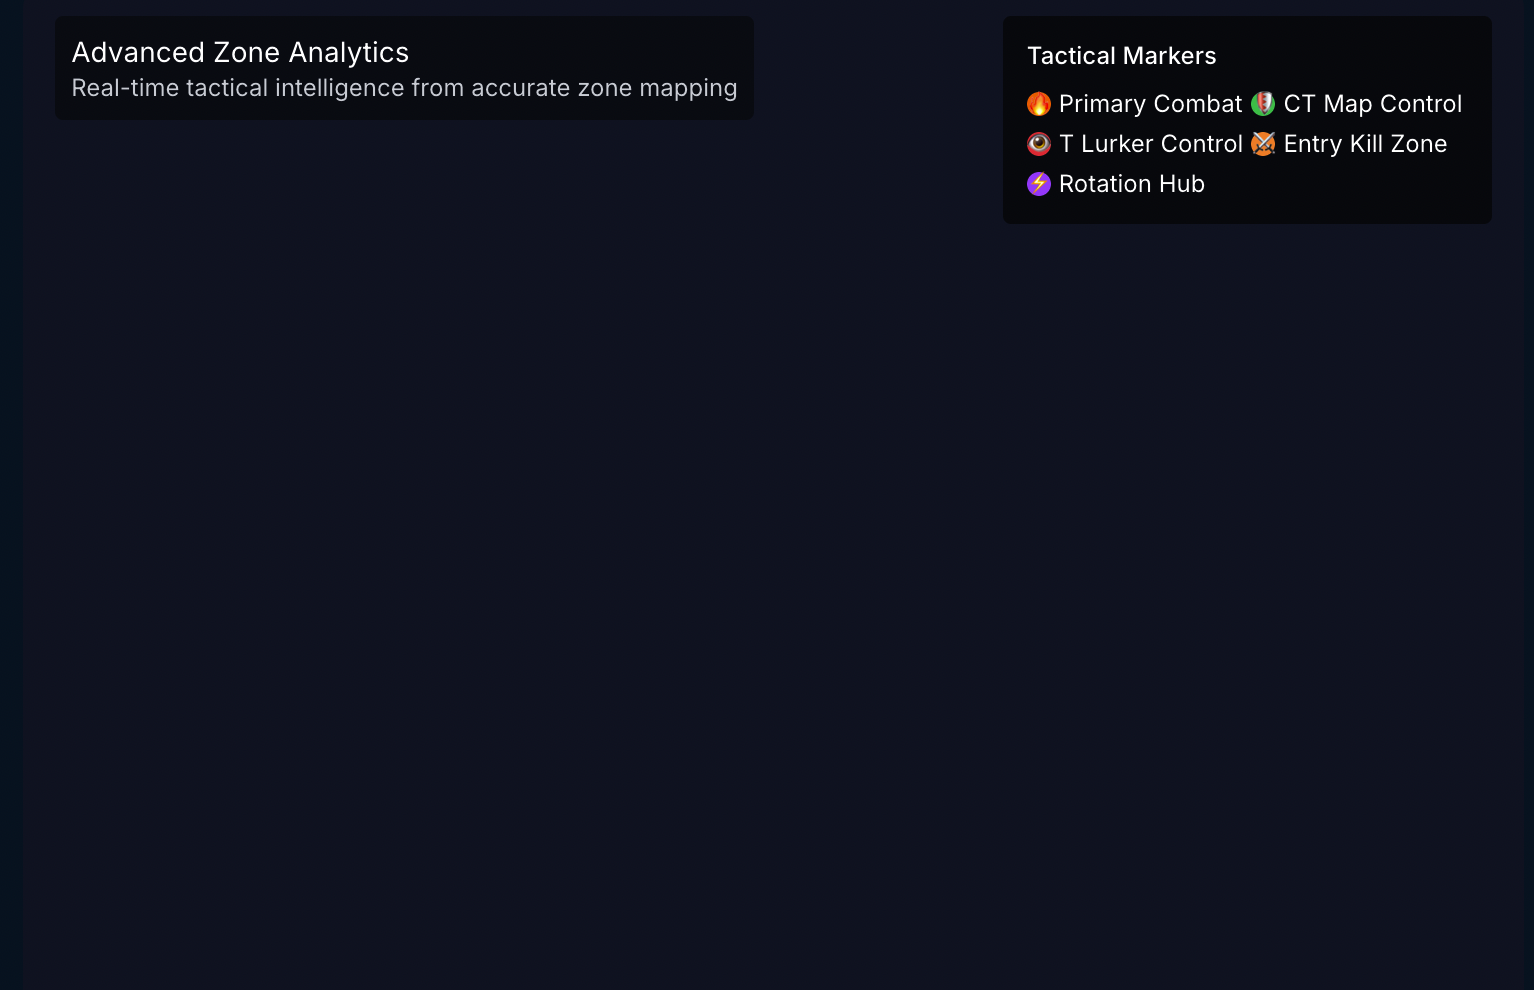 Advanced Zone Analytics
Real-time tactical intelligence from accurate zone mapping
Tactical Markers
Primary Combat CT Map Control
T Lurker Control Entry Kill Zone
Rotation Hub